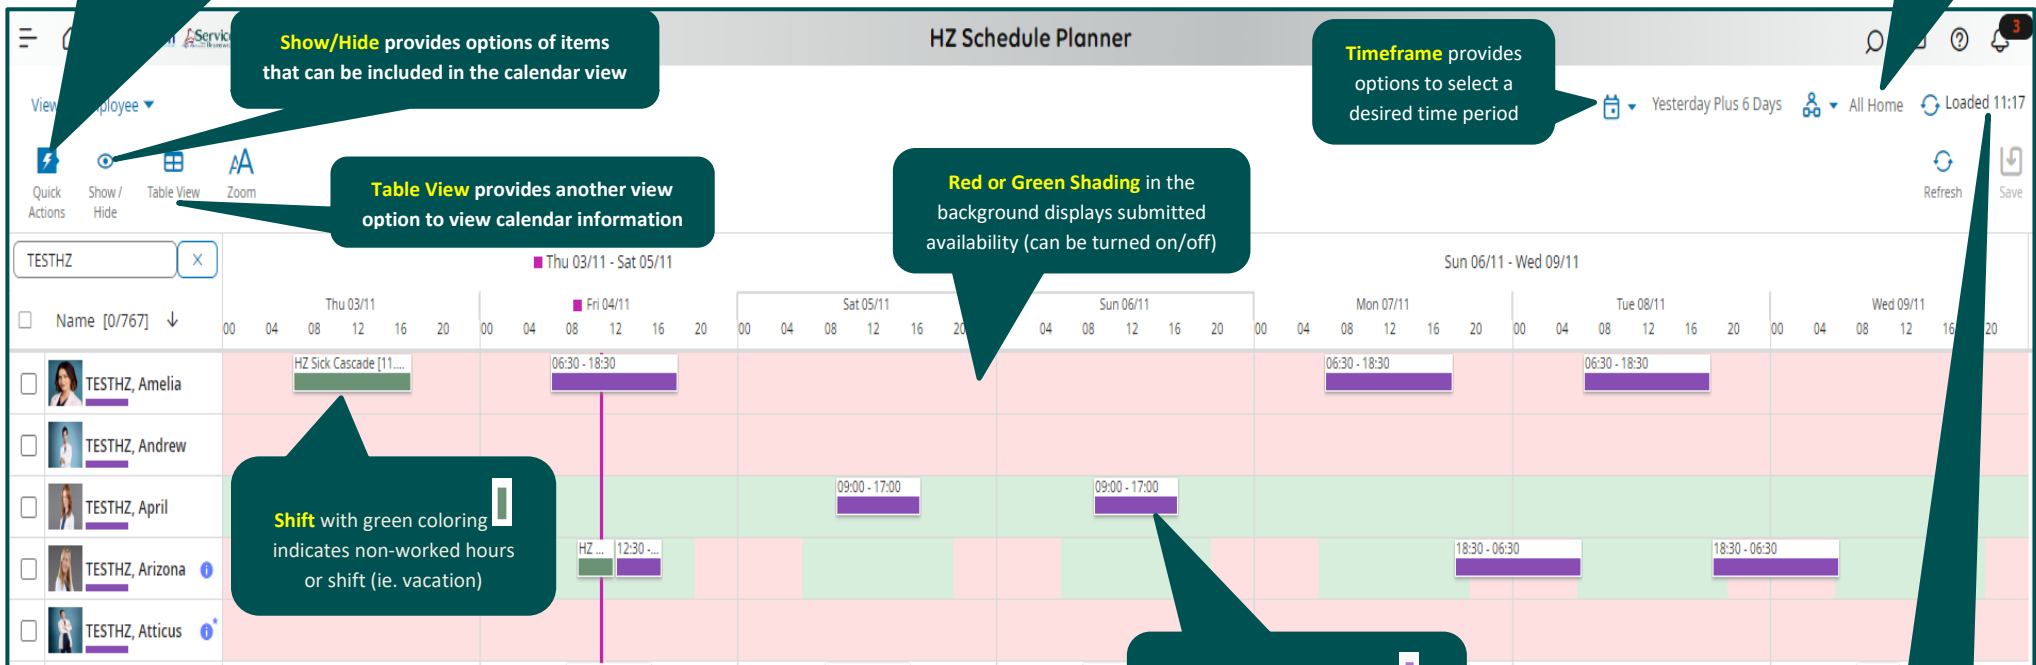 Servic
HZ Schedule Planner
3
Show/Hide provides options of items
that can be included in the calendar view
Timeframe provides
options to select a
desired time period
View
ployee
Yesterday Plus 6 Days
All Home
Loaded 11:17
Quick
Actions
Show /
Hide
Table View
Zoom
Refresh
Save
Table View provides another view
option to view calendar information
Red or Green Shading in the
background displays submitted
availability (can be turned on/off)
TESTHZ
X
Thu 03/11 - Sat 05/11
Sun 06/11 - Wed 09/11
Name [0/767]
Thu 03/11
Fri 04/11
Sat 05/11
Sun 06/11
Mon 07/11
Tue 08/11
Wed 09/11
00 04 08 12 16 20 00 04 08 12 16 20 00 04 08 12 16 20 04 08 12 16 20 00 04 08 12 16 20 00 04 08 12 16 20 00 04 08 12 16 20
TESTHZ, Amelia
HZ Sick Cascade [11....
06:30 - 18:30
06:30 - 18:30
06:30 - 18:30
TESTHZ, Andrew
TESTHZ, April
09:00 - 17:00
09:00 - 17:00
Shift with green coloring
indicates non-worked hours
or shift (ie. vacation)
TESTHZ, Arizona
HZ ...
12:30 -...
18:30 - 06:30
18:30 - 06:30
TESTHZ, Atticus